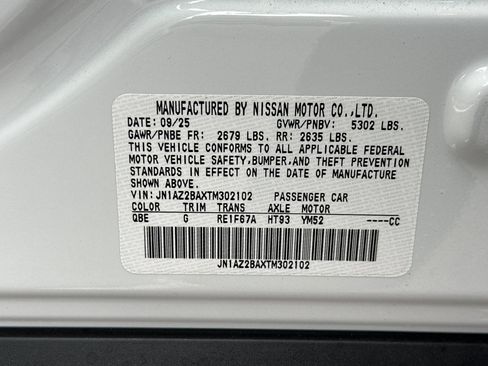 MANUFACTURED BY NISSAN MOTOR CO.,LTD.
DATE: 09/25 GVWR/PNBV: 5302 LBS.
GAWR/PNBE FR: 2679 LBS. RR: 2635 LBS.
THIS VEHICLE CONFORMS TO ALL APPLICABLE FEDERAL
MOTOR VEHICLE SAFETY,BUMPER,AND THEFT PREVENTION
STANDARDS IN EFFECT ON THE DATE OF MANUFACTURE
SHOWN ABOVE.
VIN: JN1AZ2BAXTM302102 PASSENGER CAR
COLOR TRIM TRANS AXLE MOTOR
QBE G RE1F67A HT93 YM52 ----CC
JN1AZ2BAXTM302102